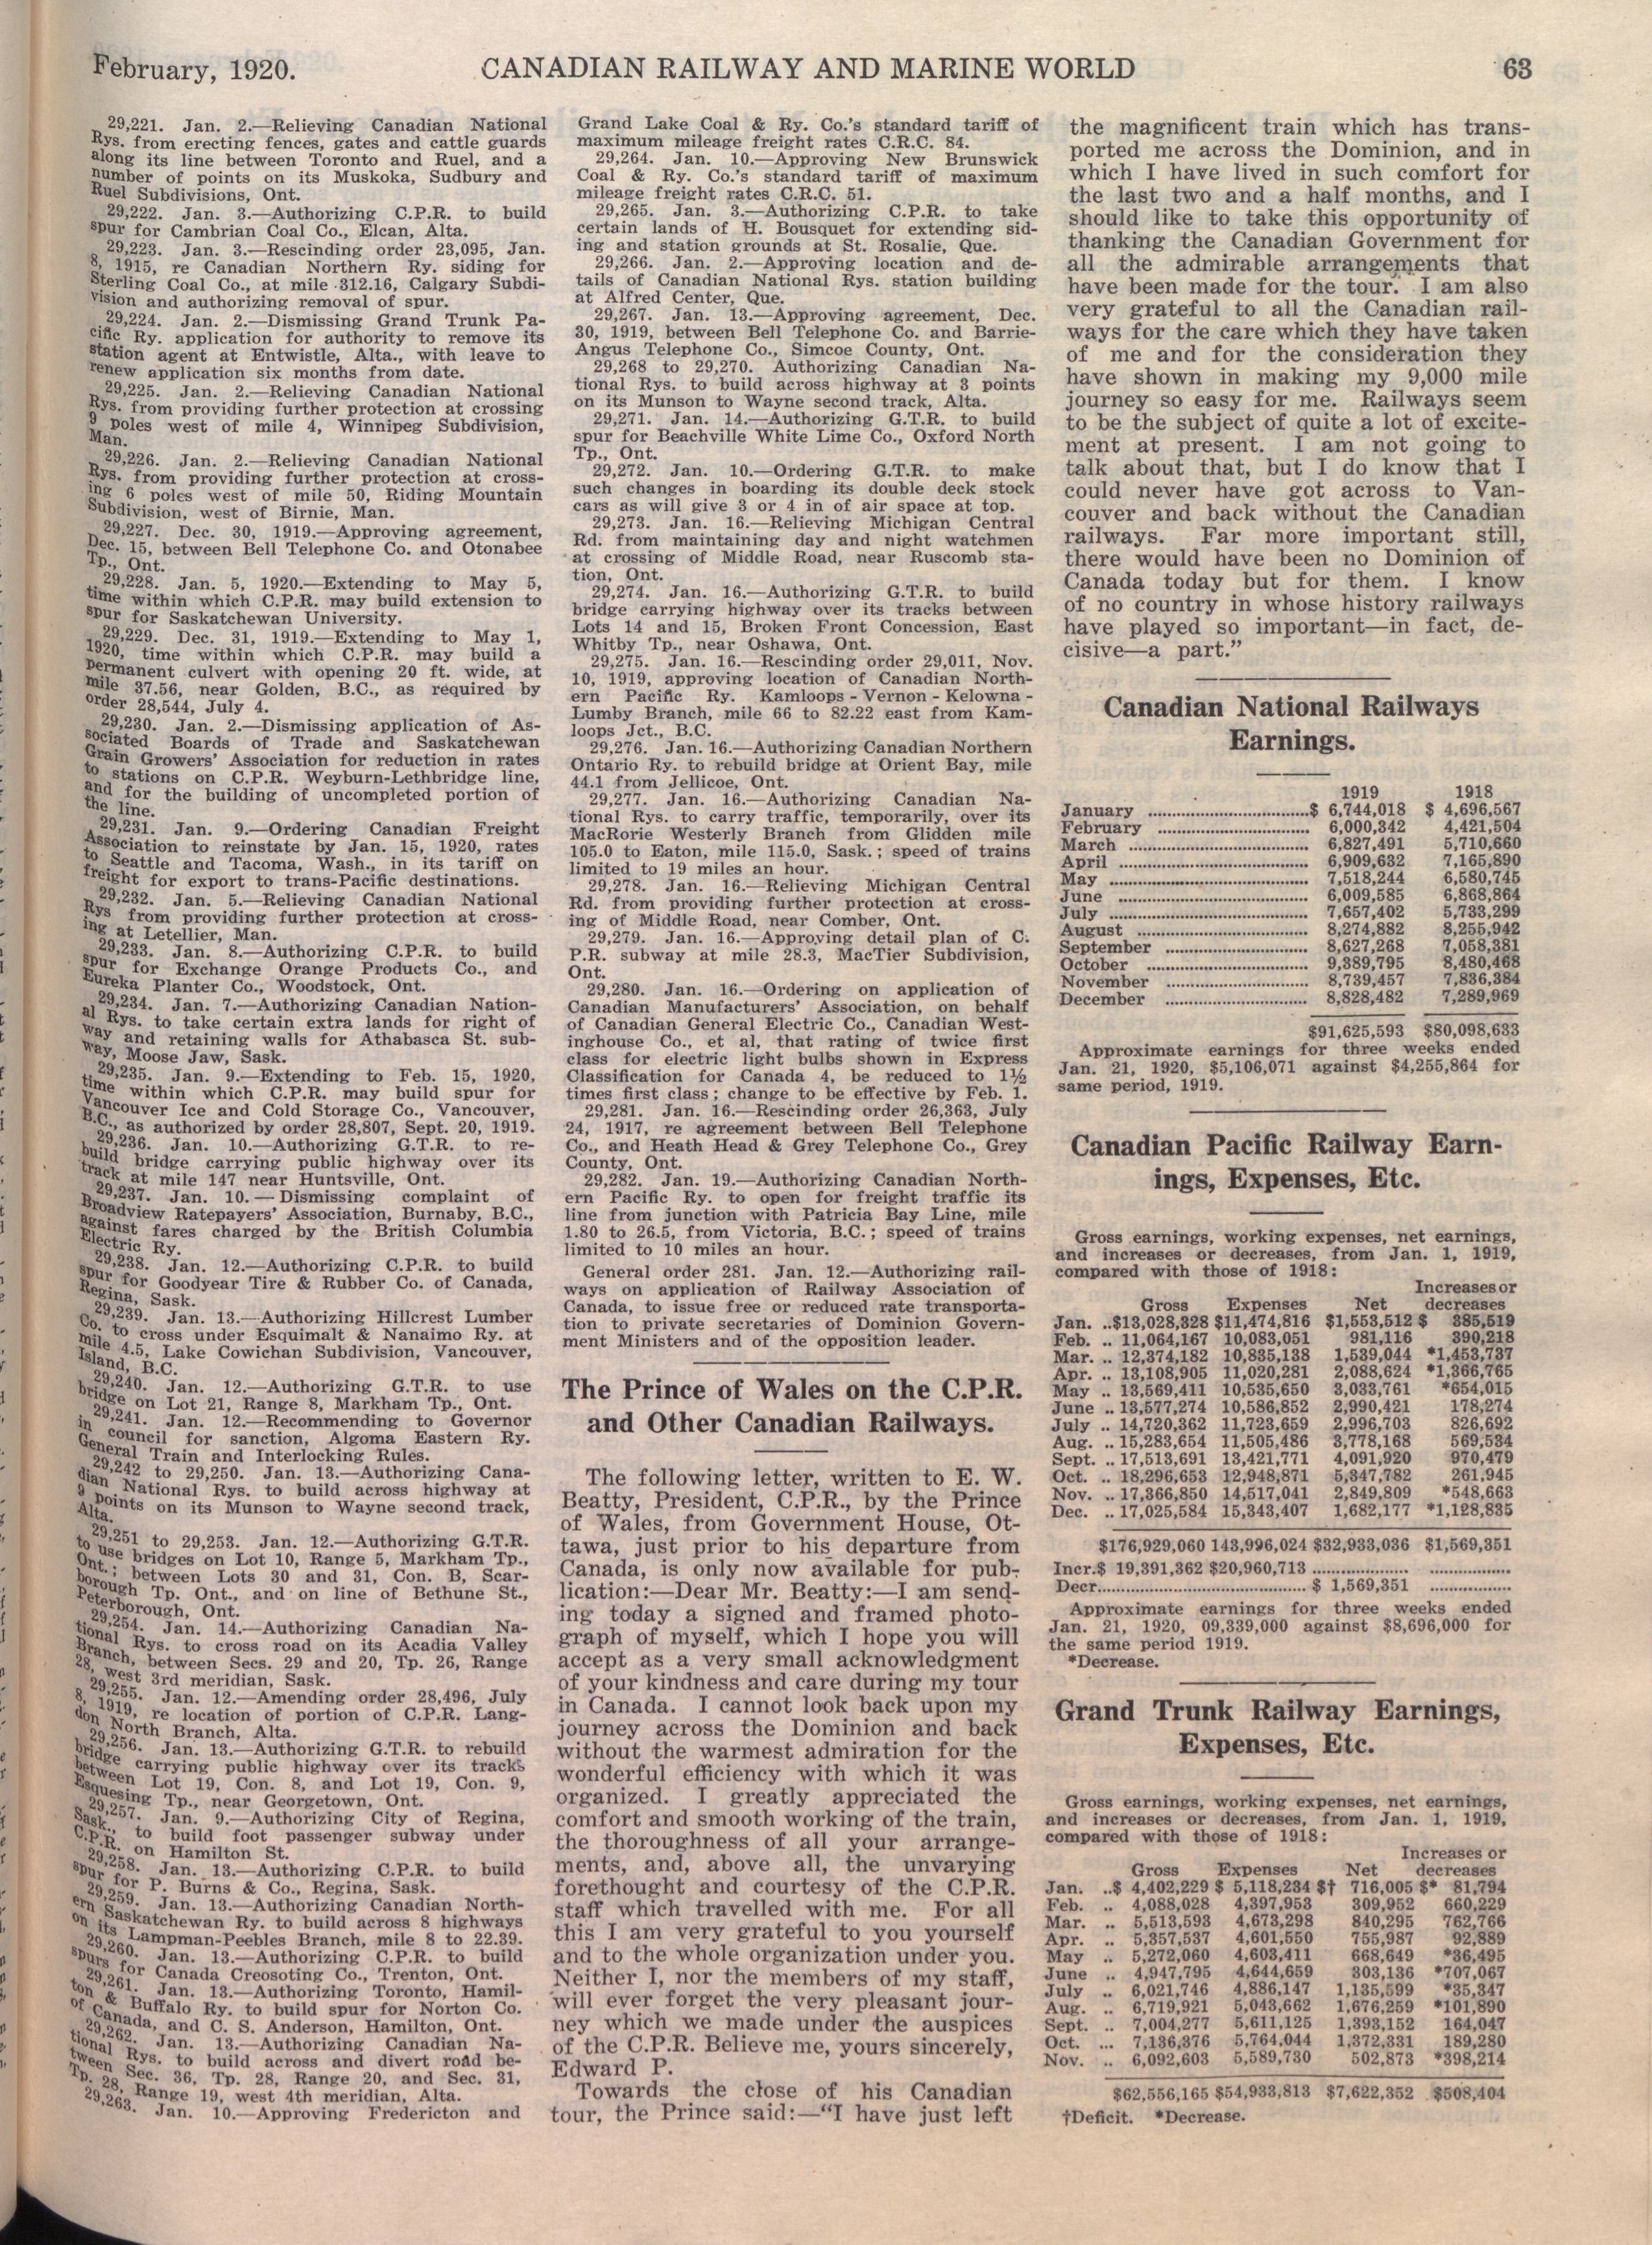 February, 1920.
CANADIAN RAILWAY AND MARINE WORLD
63
29,221. Jan. 2.—Relieving Canadian National
Rys. from erecting fences, gates and cattle guards
along its line between Toronto and Ruel, and a
number of points on its Muskoka, Sudbury and
Ruel Subdivisions, Ont.
29,222. Jan. 3.—Authorizing C.P.R. to build
spur for Cambrian Coal Co., Elcan, Alta.
29,223. Jan. 3.—Rescinding order 23,095, Jan.
8, 1915, re Canadian Northern Ry. siding for
Sterling Coal Co., at mile 312.16, Calgary Subdi-
vision and authorizing removal of spur.
29,224. Jan. 2.—Dismissing Grand Trunk Pa-
cific Ry. application for authority to remove its
station agent at Entwistle, Alta., with leave to
renew application six months from date.
29,225. Jan. 2.—Relieving Canadian National
Rys. from providing further protection at crossing
9 poles west of mile 4, Winnipeg Subdivision,
Man.
29,226. Jan. 2.—Relieving Canadian National
Rys. from providing further protection at cross-
ing 6 poles west of mile 50, Riding Mountain
Subdivision, west of Birnie, Man.
29,227. Dec. 30, 1919.—Approving agreement,
Dec. 15, between Bell Telephone Co. and Otonabee
Tp., Ont.
29,228. Jan. 5, 1920.—Extending to May 5,
time within which C.P.R. may build extension to
spur for Saskatchewan University.
29,229. Dec. 31, 1919.—Extending to May 1,
1920, time within which C.P.R. may build a
permanent culvert with opening 20 ft. wide, at
mile 37.56, near Golden, B.C., as required by
order 28,544, July 4.
29,230. Jan. 2.—Dismissing application of As-
sociated Boards of Trade and Saskatchewan
Grain Growers' Association for reduction in rates
to stations on C.P.R. Weyburn-Lethbridge line,
and for the building of uncompleted portion of
the line.
29,231. Jan. 9.—Ordering Canadian Freight
Association to reinstate by Jan. 15, 1920, rates
to Seattle and Tacoma, Wash., in its tariff on
freight for export to trans-Pacific destinations.
29,232. Jan. 5.—Relieving Canadian National
Rys from providing further protection at cross-
ing at Letellier, Man.
29,233. Jan. 8.—Authorizing C.P.R. to build
spur for Exchange Orange Products Co., and
Eureka Planter Co., Woodstock, Ont.
29,234. Jan. 7.—Authorizing Canadian Nation-
al Rys. to take certain extra lands for right of
way and retaining walls for Athabasca St. sub-
way, Moose Jaw, Sask.
29,235. Jan. 9.—Extending to Feb. 15, 1920,
time within which C.P.R. may build spur for
Vancouver Ice and Cold Storage Co., Vancouver,
B.C., as authorized by order 28,807, Sept. 20, 1919.
29,236. Jan. 10.—Authorizing G.T.R. to re-
build bridge carrying public highway over its
track at mile 147 near Huntsville, Ont.
29,237. Jan. 10.—Dismissing complaint of
Broadview Ratepayers' Association, Burnaby, B.C.,
against fares charged by the British Columbia
Electric Ry.
29,238. Jan. 12.—Authorizing C.P.R. to build
spur for Goodyear Tire & Rubber Co. of Canada,
Regina, Sask.
29,239. Jan. 13.—Authorizing Hillcrest Lumber
Co. to cross under Esquimalt & Nanaimo Ry. at
mile 4.5, Lake Cowichan Subdivision, Vancouver,
Island, B.C.
29,240. Jan. 12.—Authorizing G.T.R. to use
bridge on Lot 21, Range 8, Markham Tp., Ont.
29,241. Jan. 12.—Recommending to Governor
in council for sanction, Algoma Eastern Ry.
General Train and Interlocking Rules.
29,242 to 29,250. Jan. 13.—Authorizing Cana-
dian National Rys. to build across highway at
9 points on its Munson to Wayne second track,
Alta.
29,251 to 29,253. Jan. 12.—Authorizing G.T.R.
to use bridges on Lot 10, Range 5, Markham Tp.,
Ont.; between Lots 30 and 31, Con. B, Scar-
borough Tp. Ont., and on line of Bethune St.,
Peterborough, Ont.
29,254. Jan. 14.—Authorizing Canadian Na-
tional Rys. to cross road on its Acadia Valley
Branch, between Secs. 29 and 20, Tp. 26, Range
28, west 3rd meridian, Sask.
29,255. Jan. 12.—Amending order 28,496, July
8, 1919, re location of portion of C.P.R. Lang-
don North Branch, Alta.
29,256. Jan. 13.—Authorizing G.T.R. to rebuild
bridge carrying public highway over its tracks
between Lot 19, Con. 8, and Lot 19, Con. 9,
Esquesing Tp., near Georgetown, Ont.
29,257. Jan. 9.—Authorizing City of Regina,
Sask., to build foot passenger subway under
C.P.R. on Hamilton St.
29,258. Jan. 13.—Authorizing C.P.R. to build
spur for P. Burns & Co., Regina, Sask.
29,259. Jan. 13.—Authorizing Canadian North-
ern Saskatchewan Ry. to build across 8 highways
on its Lampman-Peebles Branch, mile 8 to 22.39.
29,260. Jan. 13.—Authorizing C.P.R. to build
spurs for Canada Creosoting Co., Trenton, Ont.
29,261. Jan. 13.—Authorizing Toronto, Hamil-
ton & Buffalo Ry. to build spur for Norton Co.
of Canada, and C. S. Anderson, Hamilton, Ont.
29,262. Jan. 13.—Authorizing Canadian Na-
tional Rys. to build across and divert road be-
tween Sec. 36, Tp. 28, Range 20, and Sec. 31,
Tp. 28, Range 19, west 4th meridian, Alta.
29,263. Jan. 10.—Approving Fredericton and
Grand Lake Coal & Ry. Co.'s standard tariff of
maximum mileage freight rates C.R.C. 84.
29,264. Jan. 10.—Approving New Brunswick
Coal & Ry. Co.'s standard tariff of maximum
mileage freight rates C.R.C. 51.
29,265. Jan. 3.—Authorizing C.P.R. to take
certain lands of H. Bousquet for extending sid-
ing and station grounds at St. Rosalie, Que.
29,266. Jan. 2.—Approving location and de-
tails of Canadian National Rys. station building
at Alfred Center, Que.
29,267. Jan. 13.—Approving agreement, Dec.
30, 1919, between Bell Telephone Co. and Barrie-
Angus Telephone Co., Simcoe County, Ont.
29,268 to 29,270. Authorizing Canadian Na-
tional Rys. to build across highway at 3 points
on its Munson to Wayne second track, Alta.
29,271. Jan. 14.—Authorizing G.T.R. to build
spur for Beachville White Lime Co., Oxford North
Tp., Ont.
29,272. Jan. 10.—Ordering G.T.R. to make
such changes in boarding its double deck stock
cars as will give 3 or 4 in of air space at top.
29,273. Jan. 16.—Relieving Michigan Central
Rd. from maintaining day and night watchmen
at crossing of Middle Road, near Ruscomb sta-
tion, Ont.
29,274. Jan. 16.—Authorizing G.T.R. to build
bridge carrying highway over its tracks between
Lots 14 and 15, Broken Front Concession, East
Whitby Tp., near Oshawa, Ont.
29,275. Jan. 16.—Rescinding order 29,011, Nov.
10, 1919, approving location of Canadian North-
ern Pacific Ry. Kamloops - Vernon - Kelowna -
Lumby Branch, mile 66 to 82.22 east from Kam-
loops Jct., B.C.
29,276. Jan. 16.—Authorizing Canadian Northern
Ontario Ry. to rebuild bridge at Orient Bay, mile
44.1 from Jellicoe, Ont.
29,277. Jan. 16.—Authorizing Canadian Na-
tional Rys. to carry traffic, temporarily, over its
MacRorie Westerly Branch from Glidden mile
105.0 to Eaton, mile 115.0, Sask.; speed of trains
limited to 19 miles an hour.
29,278. Jan. 16.—Relieving Michigan Central
Rd. from providing further protection at cross-
ing of Middle Road, near Comber, Ont.
29,279. Jan. 16.—Approving detail plan of C.
P.R. subway at mile 28.3, MacTier Subdivision,
Ont.
29,280. Jan. 16.—Ordering on application of
Canadian Manufacturers' Association, on behalf
of Canadian General Electric Co., Canadian West-
inghouse Co., et al, that rating of twice first
class for electric light bulbs shown in Express
Classification for Canada 4, be reduced to 1½
times first class; change to be effective by Feb. 1.
29,281. Jan. 16.—Rescinding order 26,363, July
24, 1917, re agreement between Bell Telephone
Co., and Heath Head & Grey Telephone Co., Grey
County, Ont.
29,282. Jan. 19.—Authorizing Canadian North-
ern Pacific Ry. to open for freight traffic its
line from junction with Patricia Bay Line, mile
1.80 to 26.5, from Victoria, B.C.; speed of trains
limited to 10 miles an hour.
General order 281. Jan. 12.—Authorizing rail-
ways on application of Railway Association of
Canada, to issue free or reduced rate transporta-
tion to private secretaries of Dominion Govern-
ment Ministers and of the opposition leader.
The Prince of Wales on the C.P.R.
and Other Canadian Railways.
The following letter, written to E. W.
Beatty, President, C.P.R., by the Prince
of Wales, from Government House, Ot-
tawa, just prior to his departure from
Canada, is only now available for pub-
lication:—Dear Mr. Beatty:—I am send-
ing today a signed and framed photo-
graph of myself, which I hope you will
accept as a very small acknowledgment
of your kindness and care during my tour
in Canada. I cannot look back upon my
journey across the Dominion and back
without the warmest admiration for the
wonderful efficiency with which it was
organized. I greatly appreciated the
comfort and smooth working of the train,
the thoroughness of all your arrange-
ments, and, above all, the unvarying
forethought and courtesy of the C.P.R.
staff which travelled with me. For all
this I am very grateful to you yourself
and to the whole organization under you.
Neither I, nor the members of my staff,
will ever forget the very pleasant jour-
ney which we made under the auspices
of the C.P.R. Believe me, yours sincerely,
Edward P.
Towards the close of his Canadian
tour, the Prince said:—"I have just left
the magnificent train which has trans-
ported me across the Dominion, and in
which I have lived in such comfort for
the last two and a half months, and I
should like to take this opportunity of
thanking the Canadian Government for
all the admirable arrangements that
have been made for the tour. I am also
very grateful to all the Canadian rail-
ways for the care which they have taken
of me and for the consideration they
have shown in making my 9,000 mile
journey so easy for me. Railways seem
to be the subject of quite a lot of excite-
ment at present. I am not going to
talk about that, but I do know that I
could never have got across to Van-
couver and back without the Canadian
railways. Far more important still,
there would have been no Dominion of
Canada today but for them. I know
of no country in whose history railways
have played so important—in fact, de-
cisive—a part."
Canadian National Railways
Earnings.
1919 1918
January ........ $ 6,744,018 $ 4,696,567
February ........ 6,000,342 4,421,504
March ........ 6,827,491 5,710,660
April ........ 6,909,632 7,165,890
May ........ 7,518,244 6,580,745
June ........ 6,009,585 6,868,864
July ........ 7,657,402 5,733,299
August ........ 8,274,882 8,255,942
September ........ 8,627,268 7,058,381
October ........ 9,389,795 8,480,468
November ........ 8,739,457 7,836,384
December ........ 8,828,482 7,289,969
$91,625,593 $80,098,633
Approximate earnings for three weeks ended
Jan. 21, 1920, $5,106,071 against $4,255,864 for
same period, 1919.
Canadian Pacific Railway Earn-
ings, Expenses, Etc.
Gross earnings, working expenses, net earnings,
and increases or decreases, from Jan. 1, 1919,
compared with those of 1918:
Increases or
Gross Expenses Net decreases
Jan. ..$13,028,328 $11,474,816 $1,553,512 $ 385,519
Feb. .. 11,064,167 10,083,051 981,116 390,218
Mar. .. 12,374,182 10,835,138 1,539,044 *1,453,737
Apr. .. 13,108,905 11,020,281 2,088,624 *1,366,765
May .. 13,569,411 10,535,650 3,033,761 *654,015
June .. 13,577,274 10,586,852 2,990,421 178,274
July .. 14,720,362 11,723,659 2,996,703 826,692
Aug. .. 15,283,654 11,505,486 3,778,168 569,534
Sept. .. 17,513,691 13,421,771 4,091,920 970,479
Oct. .. 18,296,653 12,948,871 5,347,782 261,945
Nov. .. 17,366,850 14,517,041 2,849,809 *548,663
Dec. .. 17,025,584 15,343,407 1,682,177 *1,128,835
$176,929,060 143,996,024 $32,933,036 $1,569,351
Incr.$ 19,391,362 $20,960,713 ........ ........
Decr........ $ 1,569,351 ........
Approximate earnings for three weeks ended
Jan. 21, 1920, 09,339,000 against $8,696,000 for
the same period 1919.
*Decrease.
Grand Trunk Railway Earnings,
Expenses, Etc.
Gross earnings, working expenses, net earnings,
and increases or decreases, from Jan. 1, 1919,
compared with those of 1918:
Increases or
Gross Expenses Net decreases
Jan. ..$ 4,402,229 $ 5,118,234 $† 716,005 $* 81,794
Feb. .. 4,088,028 4,397,953 309,952 660,229
Mar. .. 5,513,593 4,673,298 840,295 762,766
Apr. .. 5,357,537 4,601,550 755,987 92,889
May .. 5,272,060 4,603,411 668,649 *36,495
June .. 4,947,795 4,644,659 303,136 *707,067
July .. 6,021,746 4,886,147 1,135,599 *35,347
Aug. .. 6,719,921 5,043,662 1,676,259 *101,890
Sept. .. 7,004,277 5,611,125 1,393,152 164,047
Oct. ... 7,136,376 5,764,044 1,372,331 189,280
Nov. .. 6,092,603 5,589,730 502,873 *398,214
$62,556,165 $54,933,813 $7,622,352 $508,404
†Deficit. *Decrease.